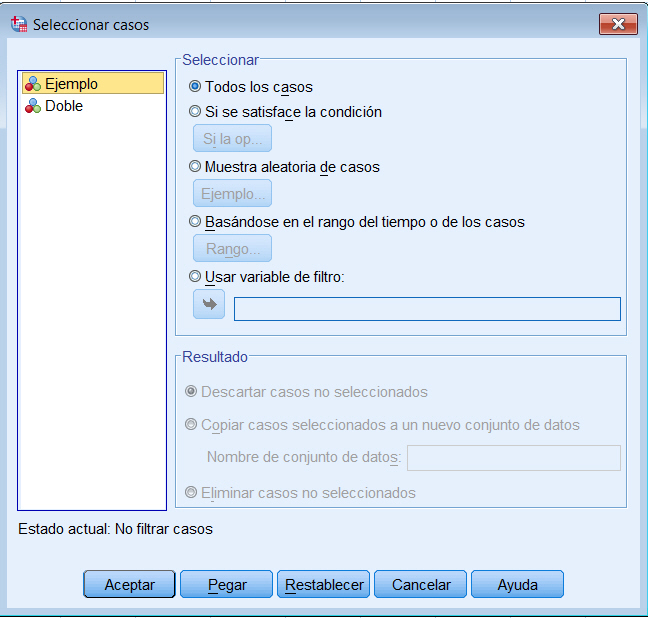 Seleccionar casos
Ejemplo
Doble
Seleccionar
Todos los casos
Si se satisface la condición
Si la op...
Muestra aleatoria de casos
Ejemplo...
Basándose en el rango del tiempo o de los casos
Rango...
Usar variable de filtro:
Resultado
Descartar casos no seleccionados
Copiar casos seleccionados a un nuevo conjunto de datos
Nombre de conjunto de datos:
Eliminar casos no seleccionados
Estado actual: No filtrar casos
Aceptar Pegar Restablecer Cancelar Ayuda